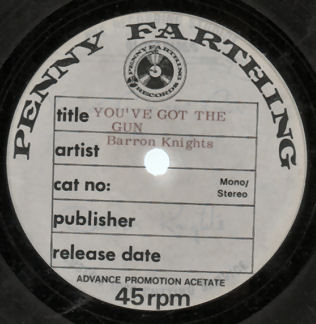 PENNY FARTHING
PENNY FARTHING
RECORDS
title YOU'VE GOT THE
GUN
artist Barron Knights
cat no: Mono/
Stereo
publisher
release date
ADVANCE PROMOTION ACETATE
45rpm